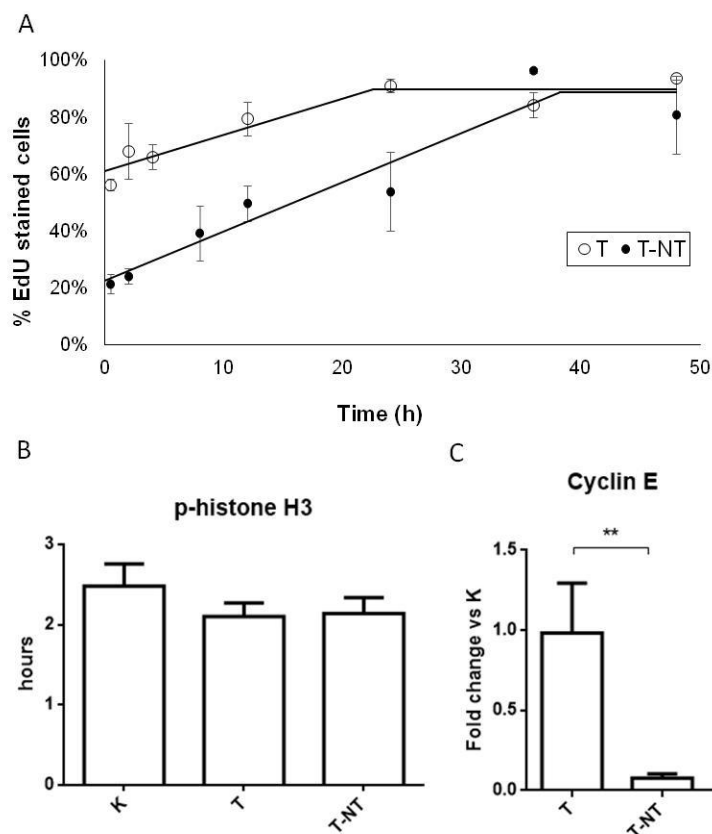 A
100%
80%
60%
40%
20%
0%
% EdU stained cells
T T-NT
0 10 20 30 40 50
Time (h)
B
p-histone H3
3
2
1
0
hours
K T T-NT
C
Cyclin E
**
1.5
1.0
0.5
0.0
Fold change vs K
T T-NT